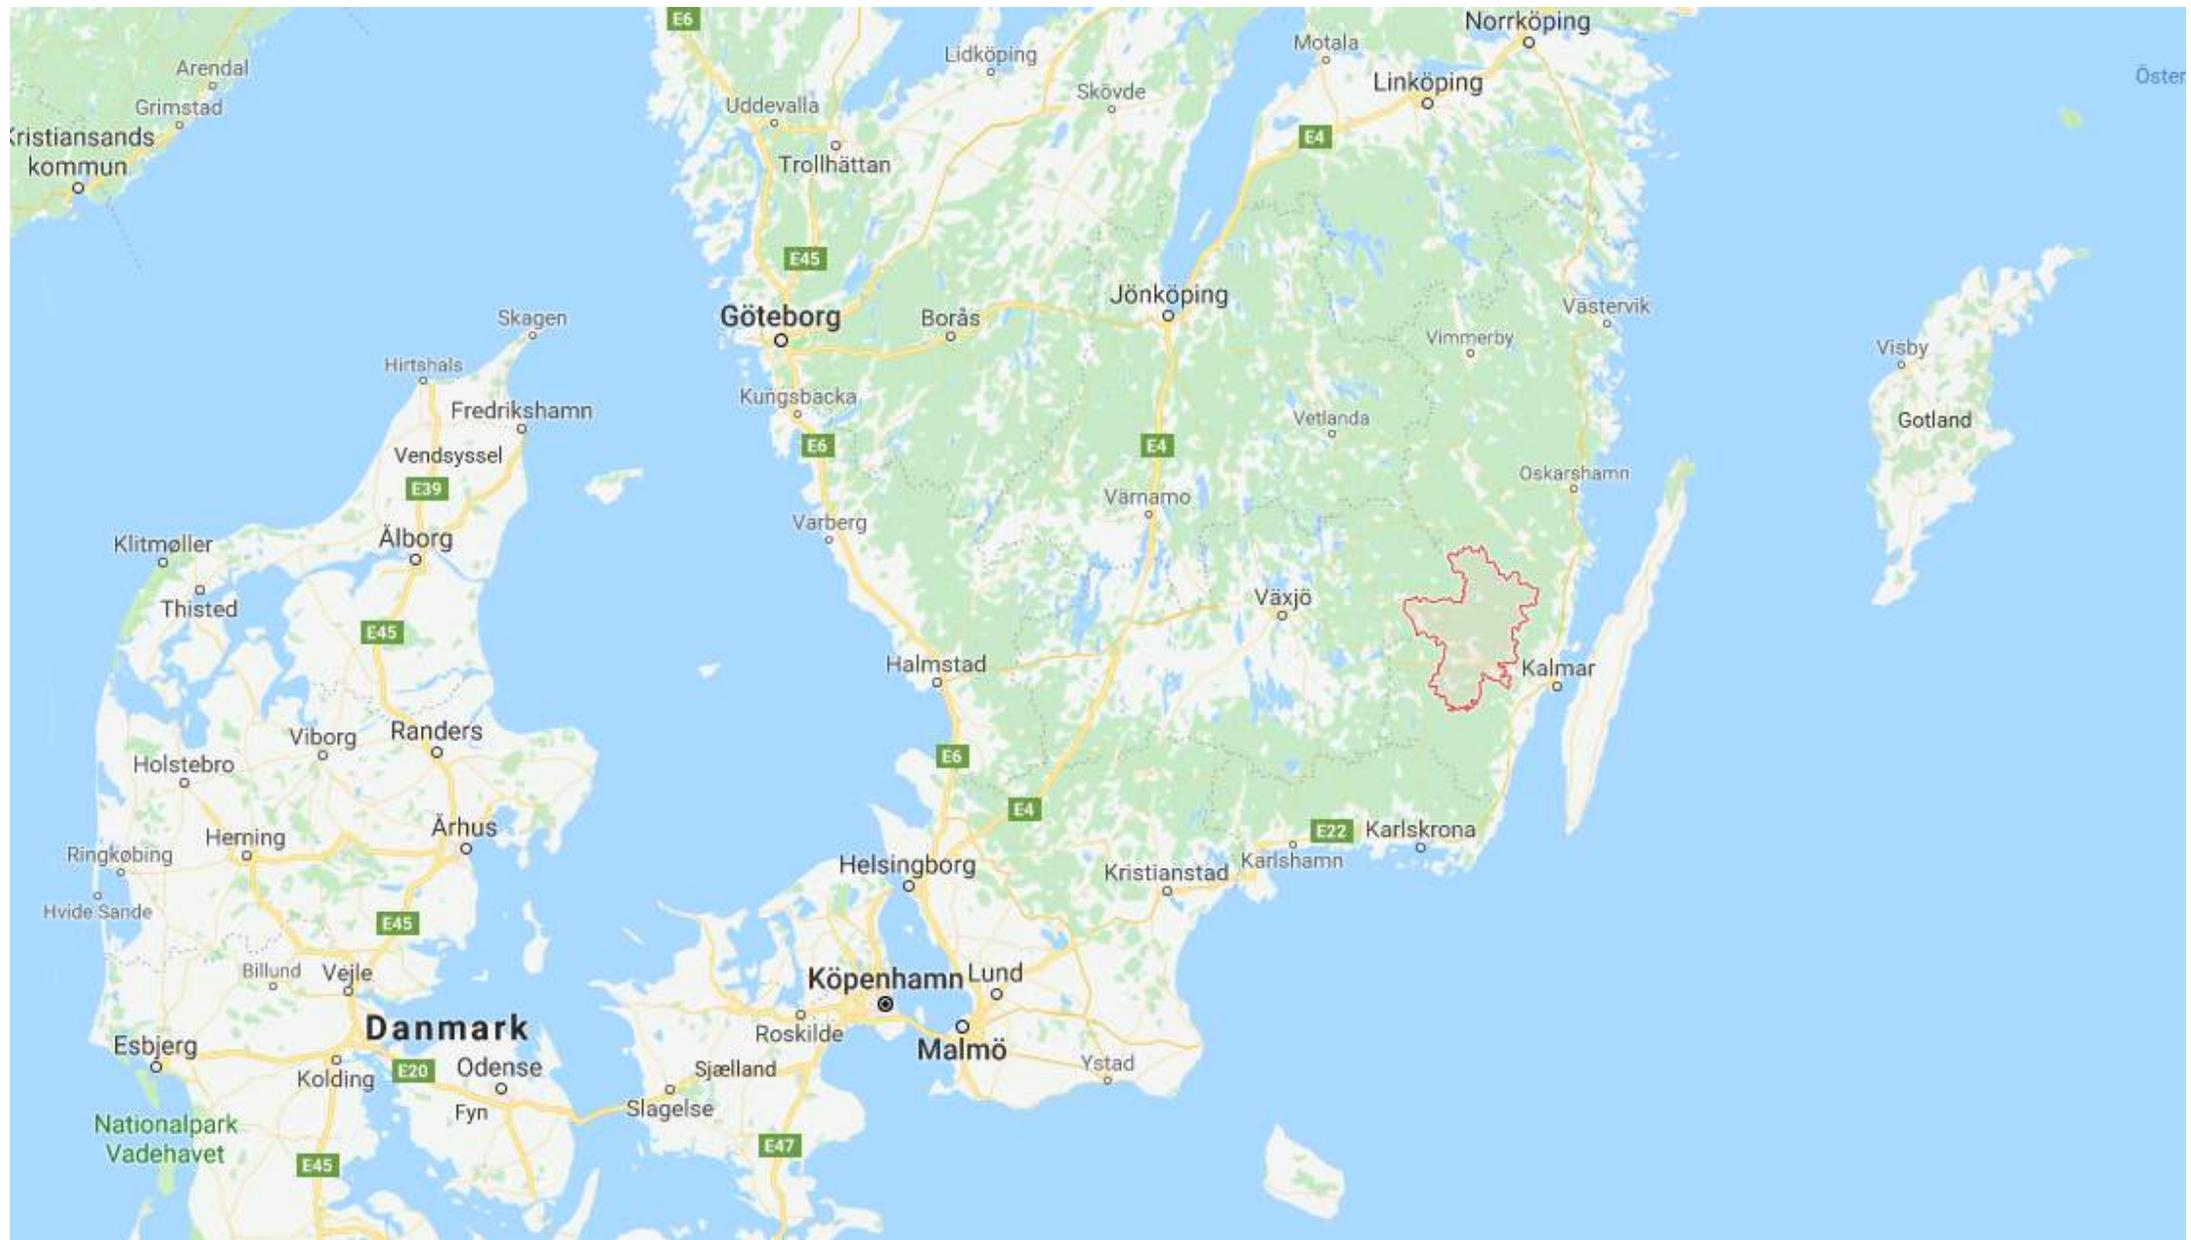 E6
Norrköping
Motala
Lidköping
Arendal
Öster
Linköping
Skövde
Grimstad
Uddevalla
Kristiansands
kommun
E4
Trollhättan
E45
Jönköping
Västervik
Göteborg
Borås
Skagen
Vimmerby
Visby
Hirtshals
Kungsbacka
Fredrikshamn
Vetlanda
Gotland
E6
E4
Vendsyssel
Oskarshamn
E39
Värnamo
Varberg
Ålborg
Klitmøller
Växjö
Thisted
E45
Halmstad
Kalmar
Randers
Viborg
E6
Holstebro
E4
Århus
E22
Karlskrona
Herning
Ringkøbing
Karlshamn
Helsingborg
Kristianstad
Hvide Sande
E45
Billund
Vejle
Köpenhamn
Lund
Danmark
Roskilde
Esbjerg
Malmö
Ystad
Odense
Sjælland
E20
Kolding
Fyn
Slagelse
Nationalpark
Vadehavet
E47
E45